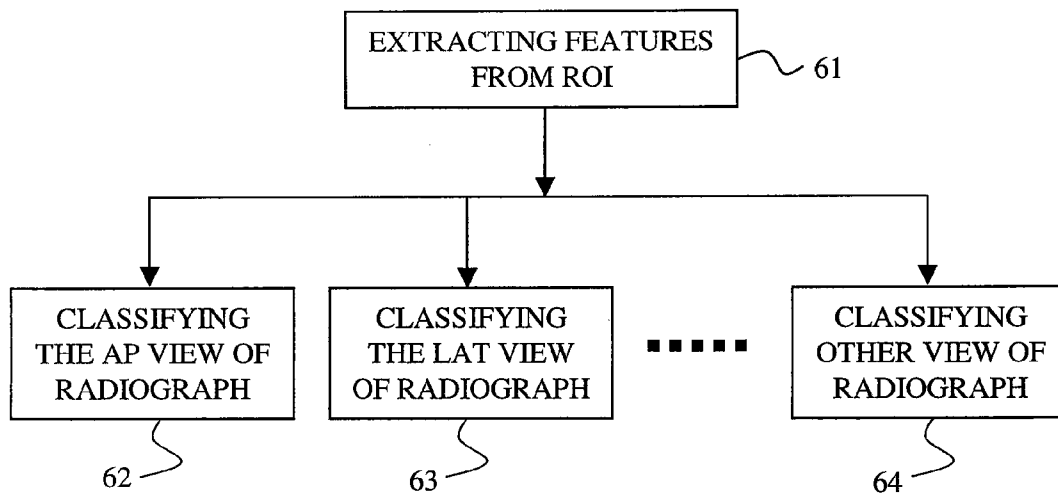 EXTRACTING FEATURES
FROM ROI
61
CLASSIFYING
THE AP VIEW OF
RADIOGRAPH
CLASSIFYING
THE LAT VIEW
OF RADIOGRAPH
CLASSIFYING
OTHER VIEW OF
RADIOGRAPH
62
63
64